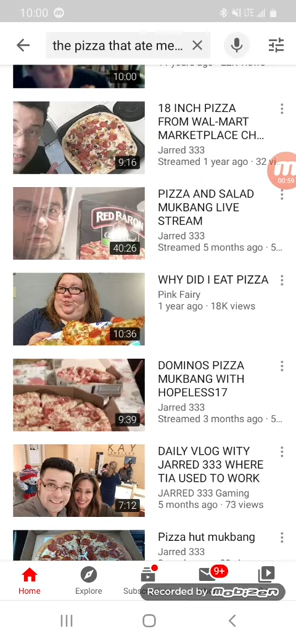 10:00
LTE
the pizza that ate me...
10:00
18 INCH PIZZA
FROM WAL-MART
MARKETPLACE CH...
Jarred 333
Streamed 1 year ago · 32 vi
9:16
00:59
PIZZA AND SALAD
MUKBANG LIVE
STREAM
Jarred 333
Streamed 5 months ago · 5...
RED BARON
40:26
WHY DID I EAT PIZZA
Pink Fairy
1 year ago · 18K views
10:36
DOMINOS PIZZA
MUKBANG WITH
HOPELESS17
Jarred 333
Streamed 3 months ago · 5...
9:39
DAILY VLOG WITY
JARRED 333 WHERE
TIA USED TO WORK
JARRED 333 Gaming
5 months ago · 73 views
7:12
Pizza hut mukbang
Jarred 333
9+
Home
Explore
Subs
Recorded by mobizen